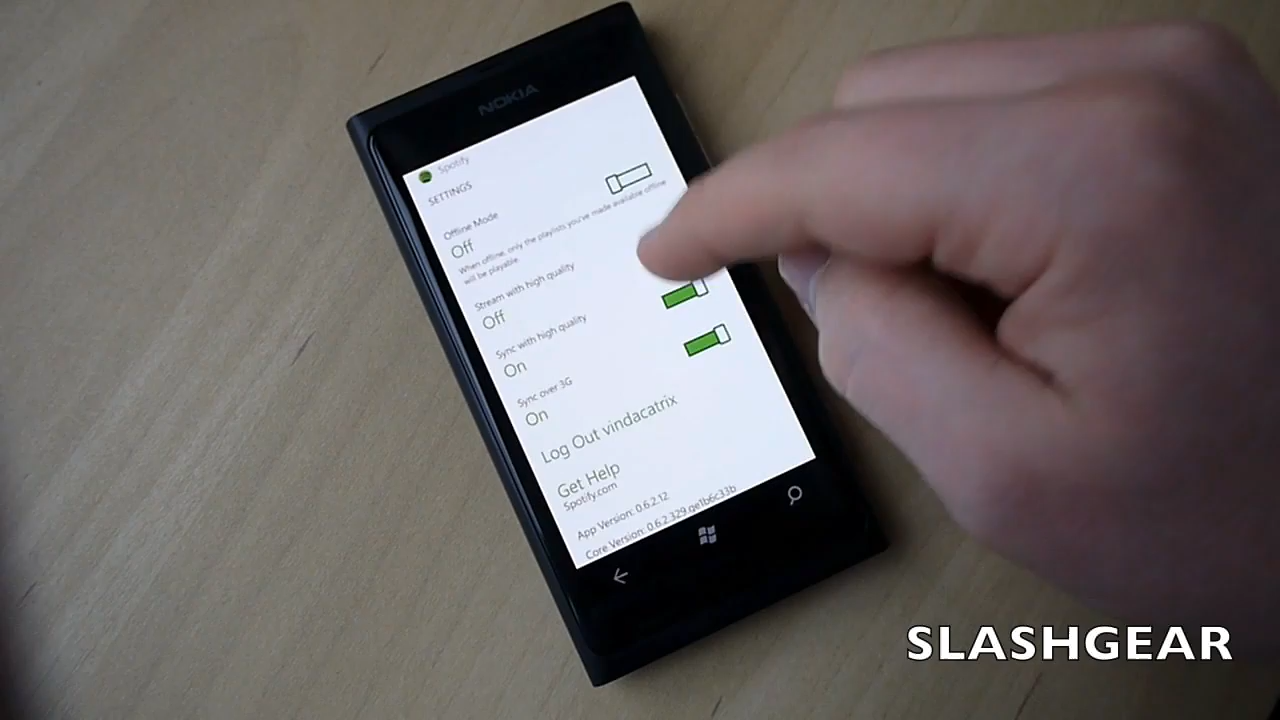 NOKIA
Spotify
SETTINGS
Offline Mode
Off
When offline, only the playlists you've made available offline
will be playable.
Stream with high quality
Off
Sync with high quality
On
Sync over 3G
On
Log Out vindacatrix
Get Help
Spotify.com
App Version: 0.6.2.12
Core Version: 0.6.2.329.ge1b6c33b
SLASHGEAR